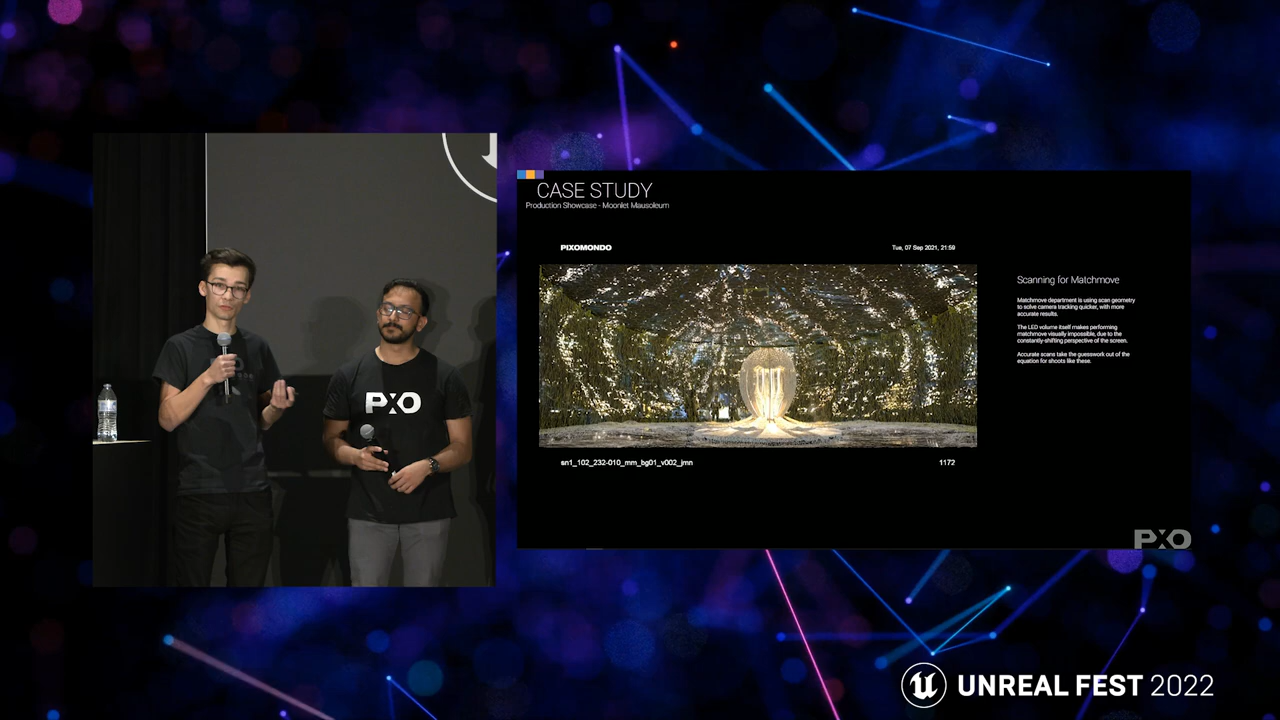 CASE STUDY
Production Showcase - Moonlet Mausoleum
PIXOMONDO
Tue, 07 Sep 2021, 21:59
Scanning for Matchmove
Matchmove department is using scan geometry
to solve camera tracking quicker, with more
accurate results.
The LED volume itself makes performing
matchmove visually impossible, due to the
constantly-shifting perspective of the screen.
Accurate scans take the guesswork out of the
equation for shoots like these.
PXO
sn1_102_232-010_mm_bg01_v002_jmn
1172
PXO
UNREAL FEST 2022